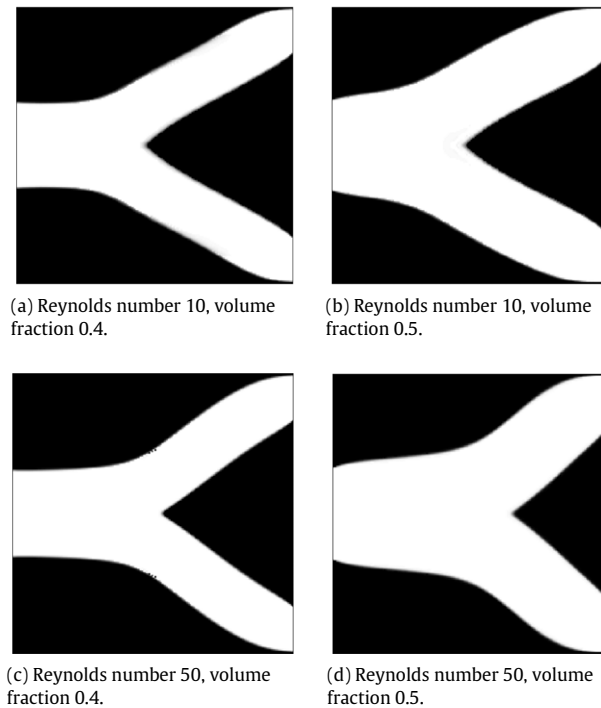 (a) Reynolds number 10, volume
fraction 0.4.
(b) Reynolds number 10, volume
fraction 0.5.
(c) Reynolds number 50, volume
fraction 0.4.
(d) Reynolds number 50, volume
fraction 0.5.